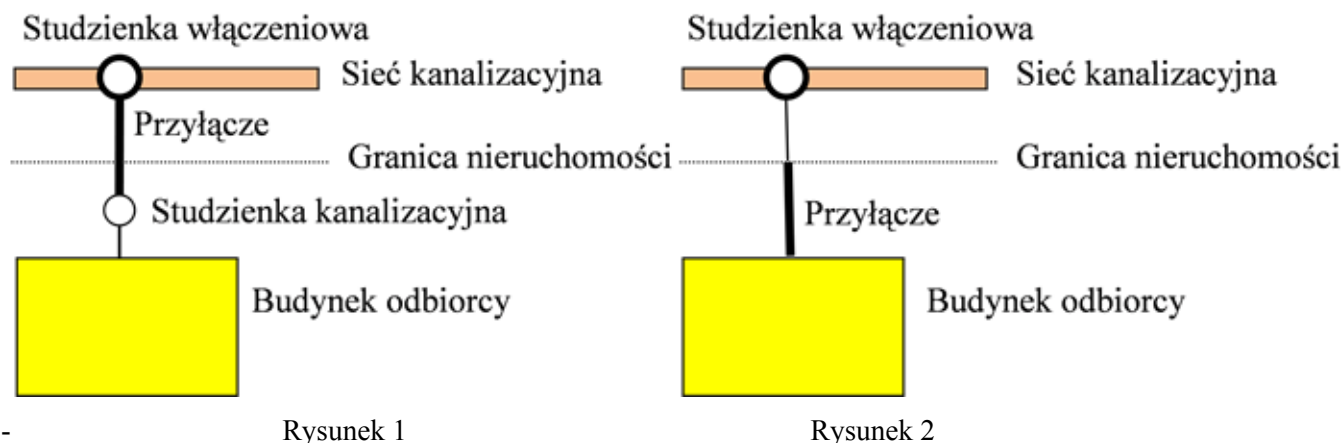 Studzienka włączeniowa Studzienka włączeniowa
Sieć kanalizacyjna Sieć kanalizacyjna
Przyłącze
Granica nieruchomości Granica nieruchomości
Studzienka kanalizacyjna Przyłącze
Budynek odbiorcy Budynek odbiorcy
- Rysunek 1 Rysunek 2